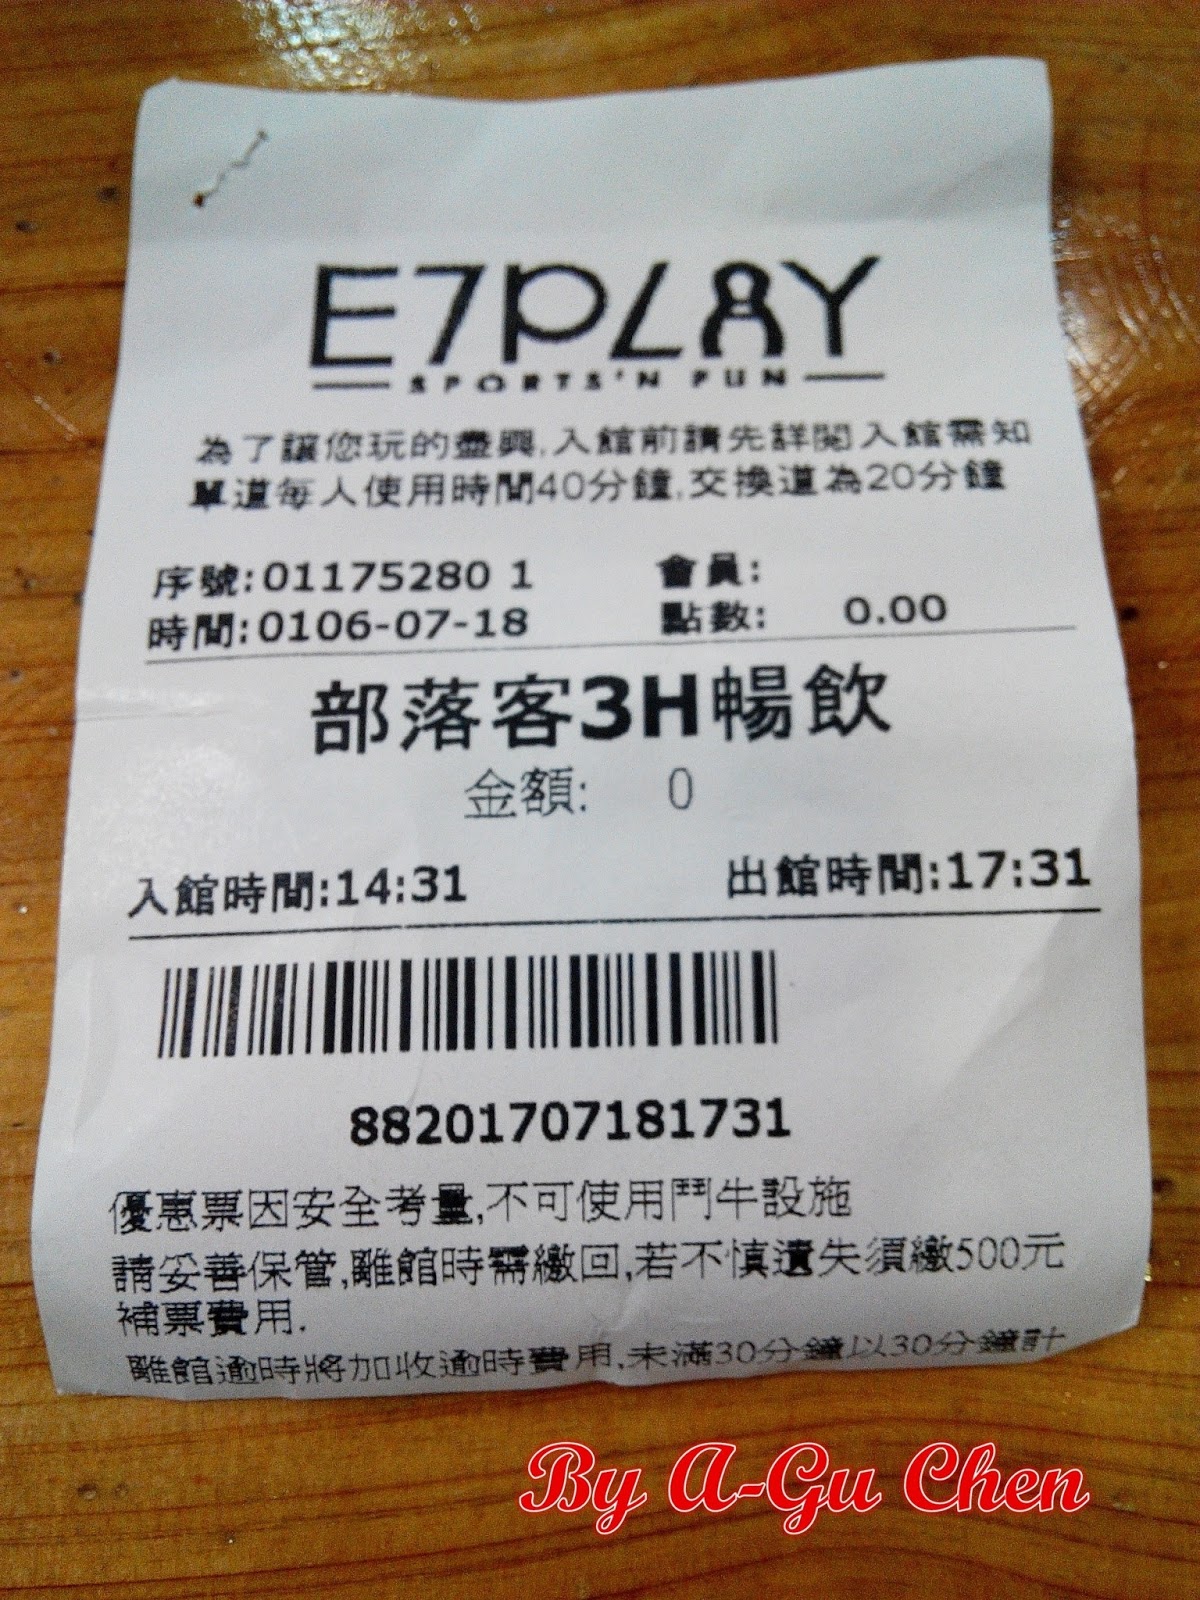 E7PLAY
SPORTS'N FUN
為了讓您玩的盡興,入館前請先詳閱入館需知
單道每人使用時間40分鐘,交換道為20分鐘
序號:01175280 1 會員:
時間:0106-07-18 點數: 0.00
部落客3H暢飲
金額: 0
入館時間:14:31 出館時間:17:31
88201707181731
優惠票因安全考量,不可使用鬥牛設施
請妥善保管,離館時需繳回,若不慎遺失須繳500元
補票費用.
離館逾時將加收逾時費用,未滿30分鐘以30分鐘計
By A-Gu Chen